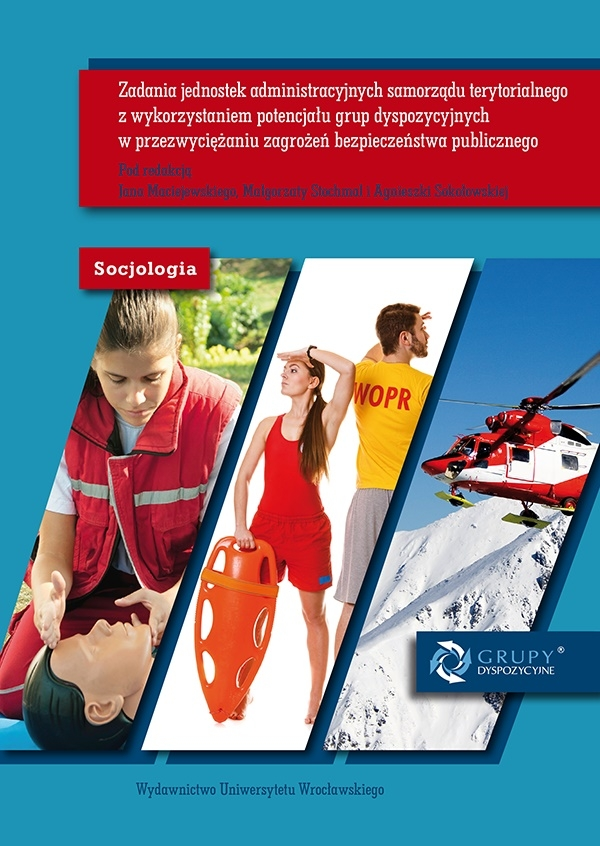 Zadania jednostek administracyjnych samorządu terytorialnego
z wykorzystaniem potencjału grup dyspozycyjnych
w przezwyciężaniu zagrożeń bezpieczeństwa publicznego
Pod redakcją
Jana Maciejewskiego, Małgorzaty Stochmal i Agnieszki Sokołowskiej
Socjologia
WOPR
GRUPY®
DYSPOZYCYJNE
Wydawnictwo Uniwersytetu Wrocławskiego